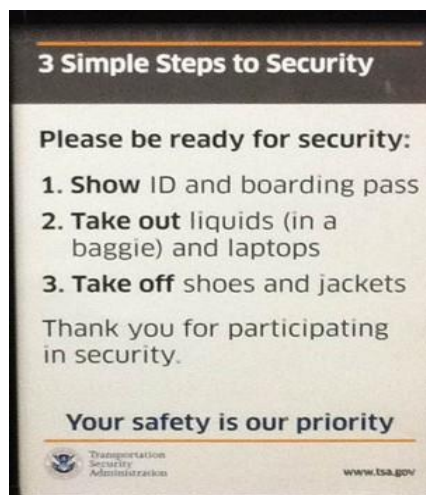 3 Simple Steps to Security
Please be ready for security:
1. Show ID and boarding pass
2. Take out liquids (in a
baggie) and laptops
3. Take off shoes and jackets
Thank you for participating
in security.
Your safety is our priority
Transportation
Security
Administration
www.tsa.gov